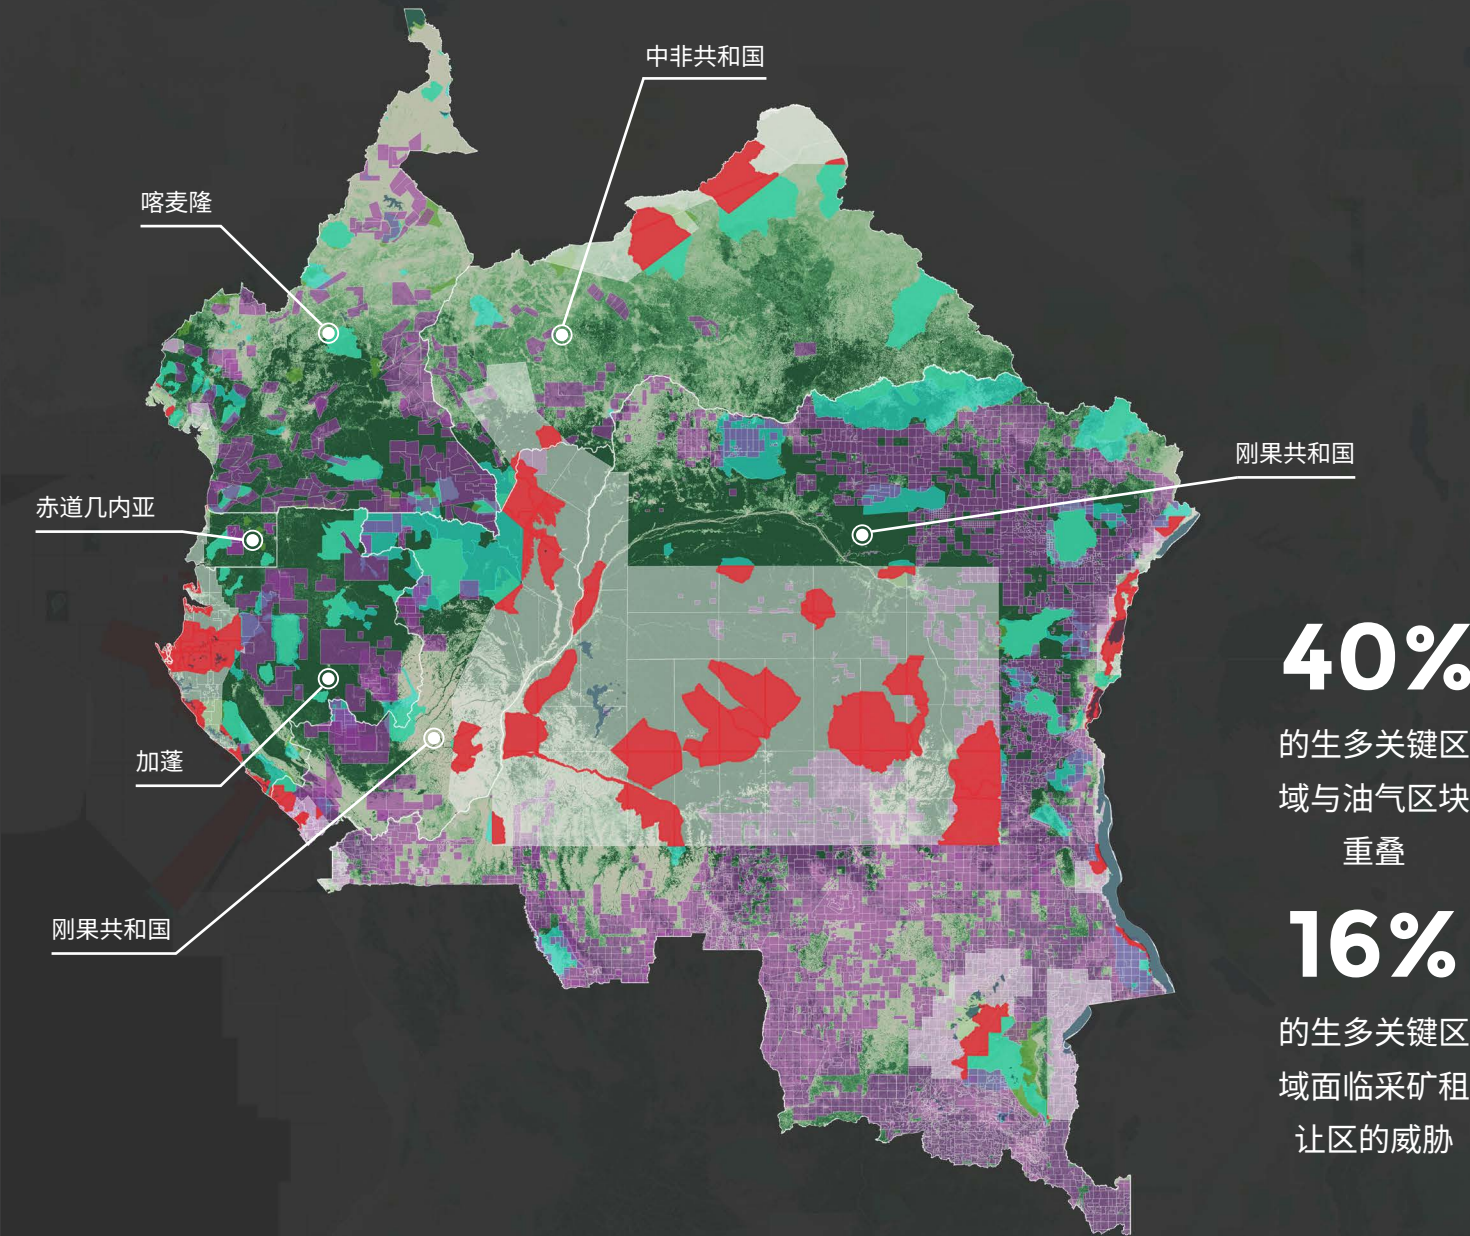 中非共和国
喀麦隆
刚果共和国
赤道几内亚
加蓬
刚果共和国
40%
的生多关键区
域与油气区块
重叠
16%
的生多关键区
域面临采矿租
让区的威胁